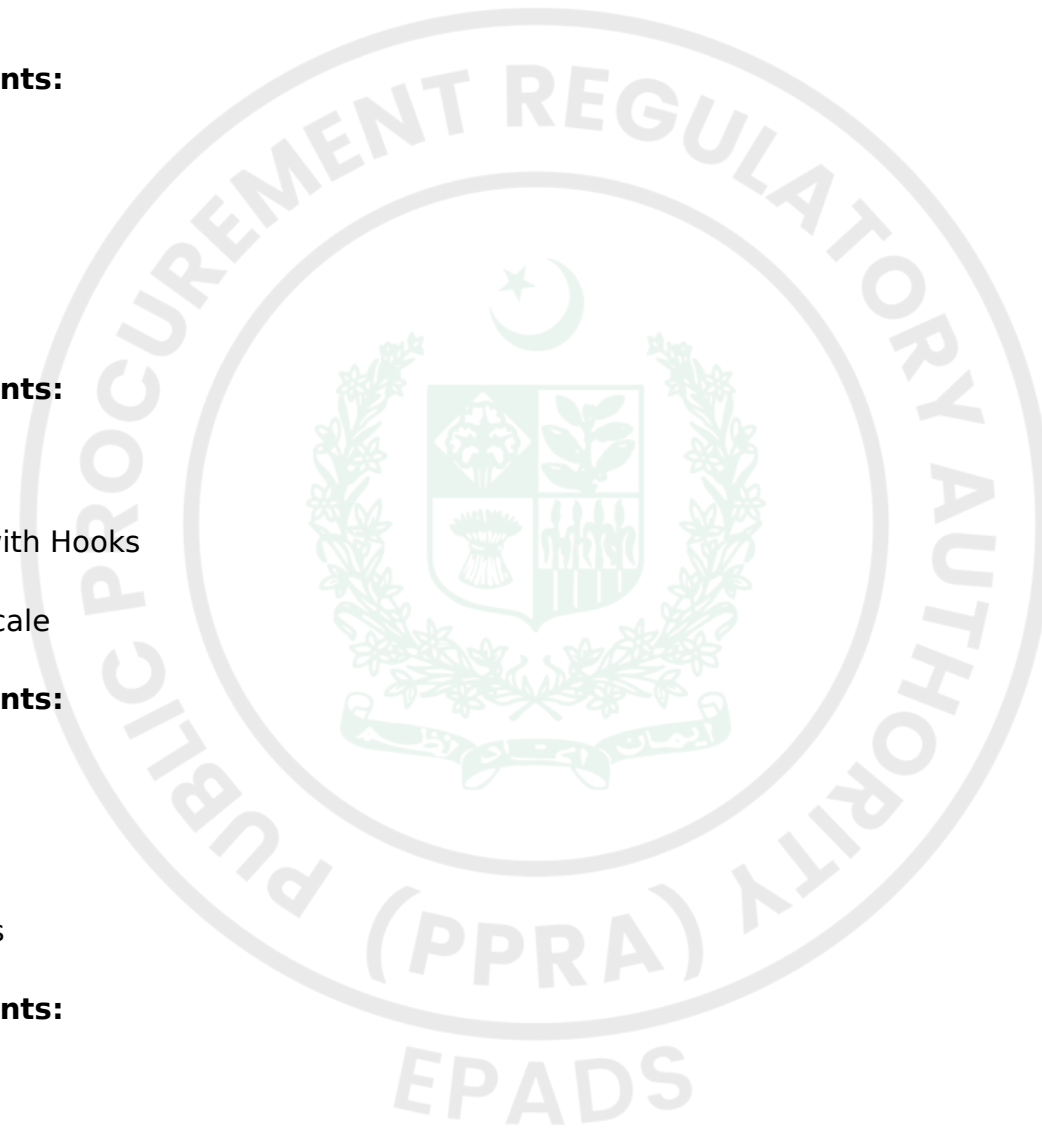 nts:
nts:
ith Hooks
cale
nts:
s
nts:
PUBLIC PROCUREMENT REGULATORY AUTHORITY
(PPRA)
EPADS